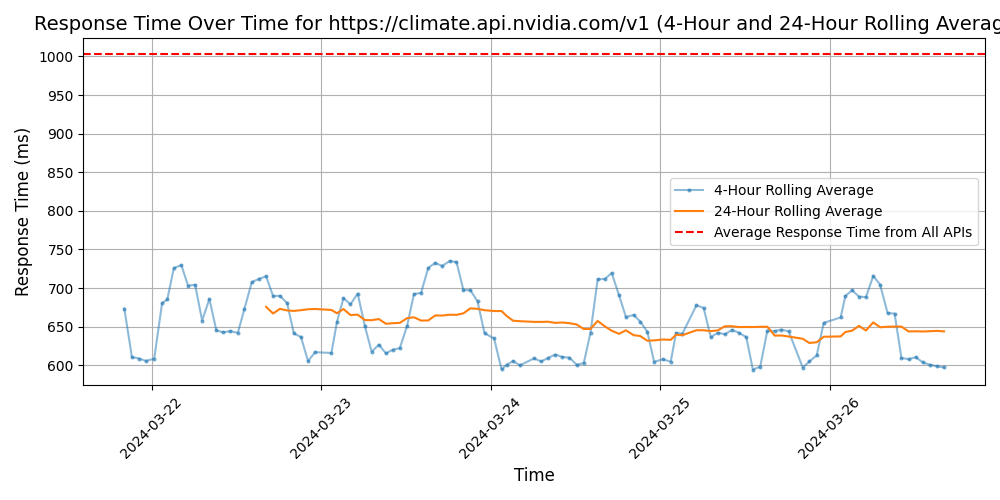 Response Time Over Time for https://climate.api.nvidia.com/v1 (4-Hour and 24-Hour Rolling Averag
1000
950
900
850
800
750
700
650
600
Response Time (ms)
4-Hour Rolling Average
24-Hour Rolling Average
Average Response Time from All APIs
2024-03-22
2024-03-23
2024-03-24
2024-03-25
2024-03-26
Time